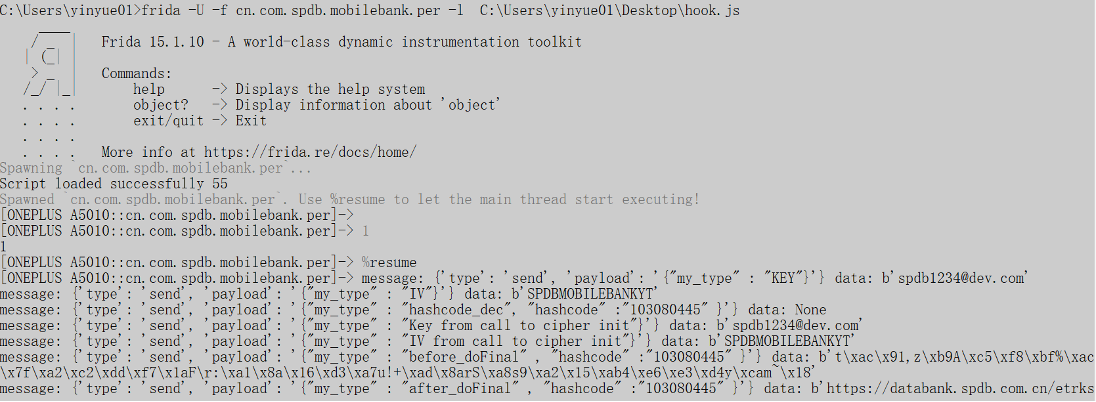 C:\Users\yinyue01>frida -U -f cn.com.spdb.mobilebank.per -l  C:\Users\yinyue01\Desktop\hook.js
     ____
    / _  |   Frida 15.1.10 - A world-class dynamic instrumentation toolkit
   | (_| |
    > _  |   Commands:
   /_/ |_|       help      -> Displays the help system
   . . . .       object?   -> Display information about 'object'
   . . . .       exit/quit -> Exit
   . . . .
   . . . .   More info at https://frida.re/docs/home/
Spawning `cn.com.spdb.mobilebank.per`...
Script loaded successfully 55
Spawned `cn.com.spdb.mobilebank.per`. Use %resume to let the main thread start executing!
[ONEPLUS A5010::cn.com.spdb.mobilebank.per]->
[ONEPLUS A5010::cn.com.spdb.mobilebank.per]-> 1
1
[ONEPLUS A5010::cn.com.spdb.mobilebank.per]-> %resume
[ONEPLUS A5010::cn.com.spdb.mobilebank.per]-> message: {'type': 'send', 'payload': '{"my_type" : "KEY"}'} data: b'spdb1234@dev.com'
message: {'type': 'send', 'payload': '{"my_type" : "IV"}'} data: b'SPDBMOBILEBANKYT'
message: {'type': 'send', 'payload': '{"my_type" : "hashcode_dec", "hashcode" :"103080445" }'} data: None
message: {'type': 'send', 'payload': '{"my_type" : "Key from call to cipher init"}'} data: b'spdb1234@dev.com'
message: {'type': 'send', 'payload': '{"my_type" : "IV from call to cipher init"}'} data: b'SPDBMOBILEBANKYT'
message: {'type': 'send', 'payload': '{"my_type" : "before_doFinal" , "hashcode" :"103080445" }'} data: b't\xac\x91,z\xb9A\xc5\xf8\xbf%\xac
\x7f\xa2\xc2\xdd\xf7\x1aF\r:\xa1\x8a\x16\xd3\xa7u!+\xad\x8arS\xa8s9\xa2\x15\xab4\xe6\xe3\xd4y\xcam~\x18'
message: {'type': 'send', 'payload': '{"my_type" : "after_doFinal" , "hashcode" :"103080445" }'} data: b'https://databank.spdb.com.cn/etrks